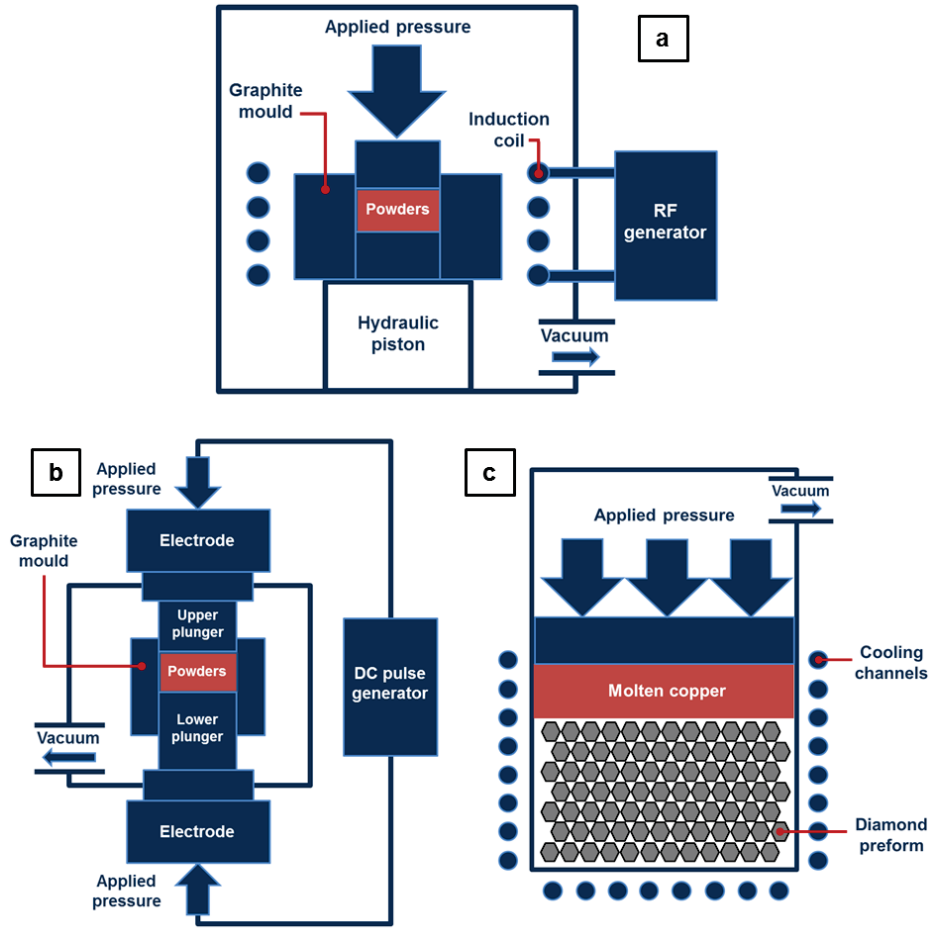 a
Applied pressure
Graphite
mould
Induction
coil
Powders
RF
generator
Hydraulic
piston
Vacuum
b
Applied
pressure
Electrode
Graphite
mould
Upper
plunger
Powders
DC pulse
generator
Lower
plunger
Vacuum
Electrode
Applied
pressure
c
Vacuum
Applied pressure
Cooling
channels
Molten copper
Diamond
preform